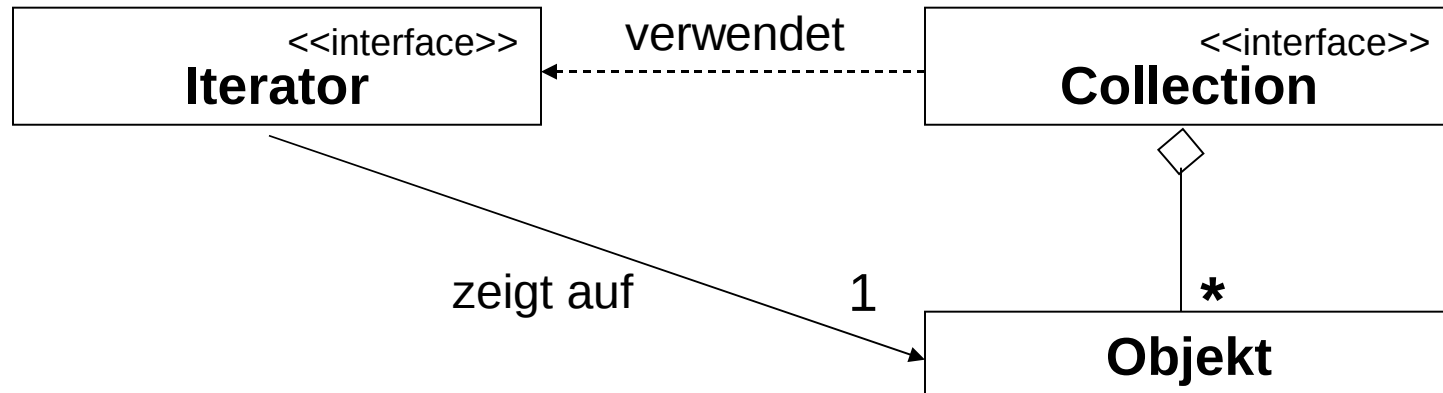 <<interface>>
Iterator
verwendet
<<interface>>
Collection
zeigt auf
1
*
Objekt